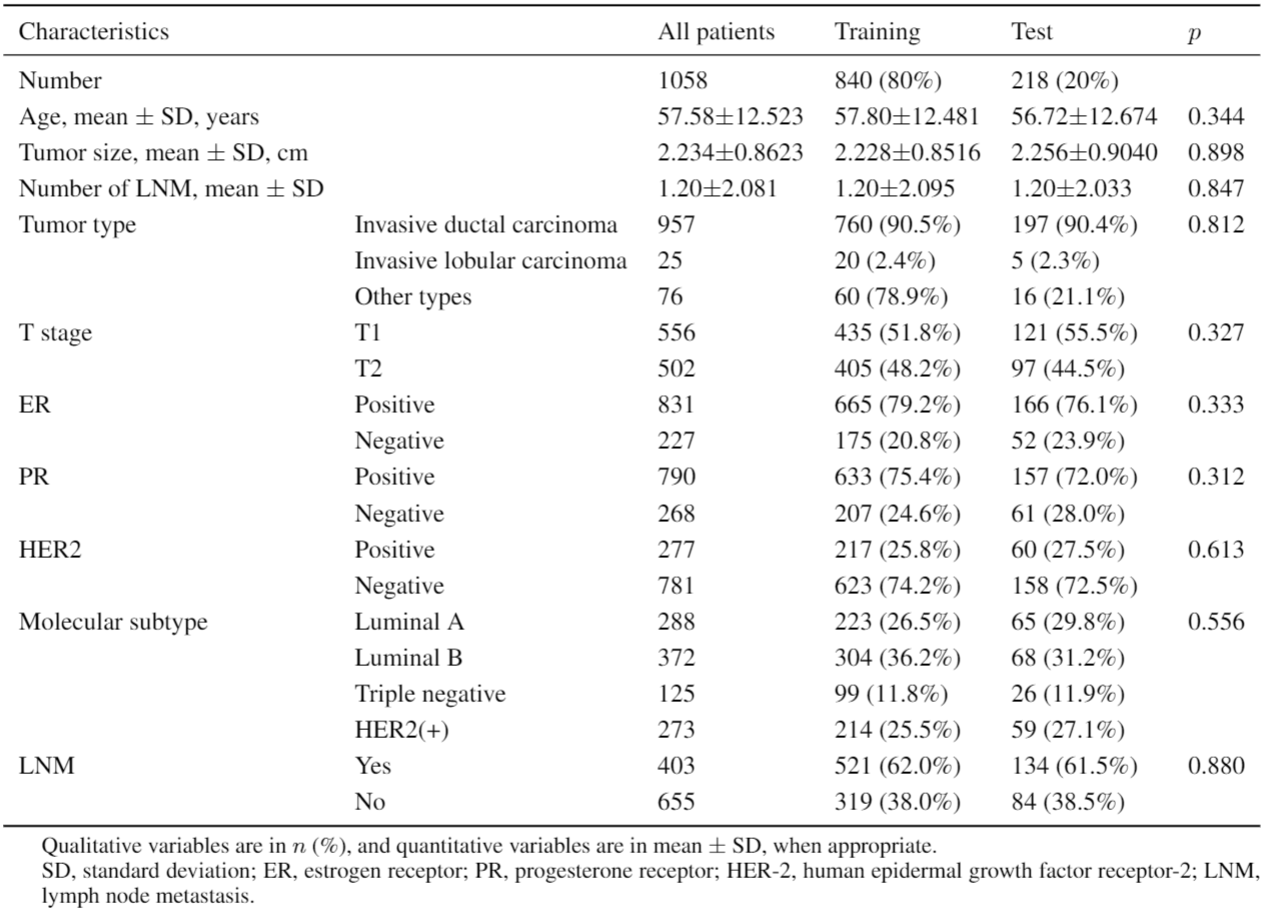 Characteristics All patients Training Test p
Number 1058 840 (80%) 218 (20%)
Age, mean ± SD, years 57.58±12.523 57.80±12.481 56.72±12.674 0.344
Tumor size, mean ± SD, cm 2.234±0.8623 2.228±0.8516 2.256±0.9040 0.898
Number of LNM, mean ± SD 1.20±2.081 1.20±2.095 1.20±2.033 0.847
Tumor type Invasive ductal carcinoma 957 760 (90.5%) 197 (90.4%) 0.812
Invasive lobular carcinoma 25 20 (2.4%) 5 (2.3%)
Other types 76 60 (78.9%) 16 (21.1%)
T stage T1 556 435 (51.8%) 121 (55.5%) 0.327
T2 502 405 (48.2%) 97 (44.5%)
ER Positive 831 665 (79.2%) 166 (76.1%) 0.333
Negative 227 175 (20.8%) 52 (23.9%)
PR Positive 790 633 (75.4%) 157 (72.0%) 0.312
Negative 268 207 (24.6%) 61 (28.0%)
HER2 Positive 277 217 (25.8%) 60 (27.5%) 0.613
Negative 781 623 (74.2%) 158 (72.5%)
Molecular subtype Luminal A 288 223 (26.5%) 65 (29.8%) 0.556
Luminal B 372 304 (36.2%) 68 (31.2%)
Triple negative 125 99 (11.8%) 26 (11.9%)
HER2(+) 273 214 (25.5%) 59 (27.1%)
LNM Yes 403 521 (62.0%) 134 (61.5%) 0.880
No 655 319 (38.0%) 84 (38.5%)
Qualitative variables are in n (%), and quantitative variables are in mean ± SD, when appropriate.
SD, standard deviation; ER, estrogen receptor; PR, progesterone receptor; HER-2, human epidermal growth factor receptor-2; LNM,
lymph node metastasis.